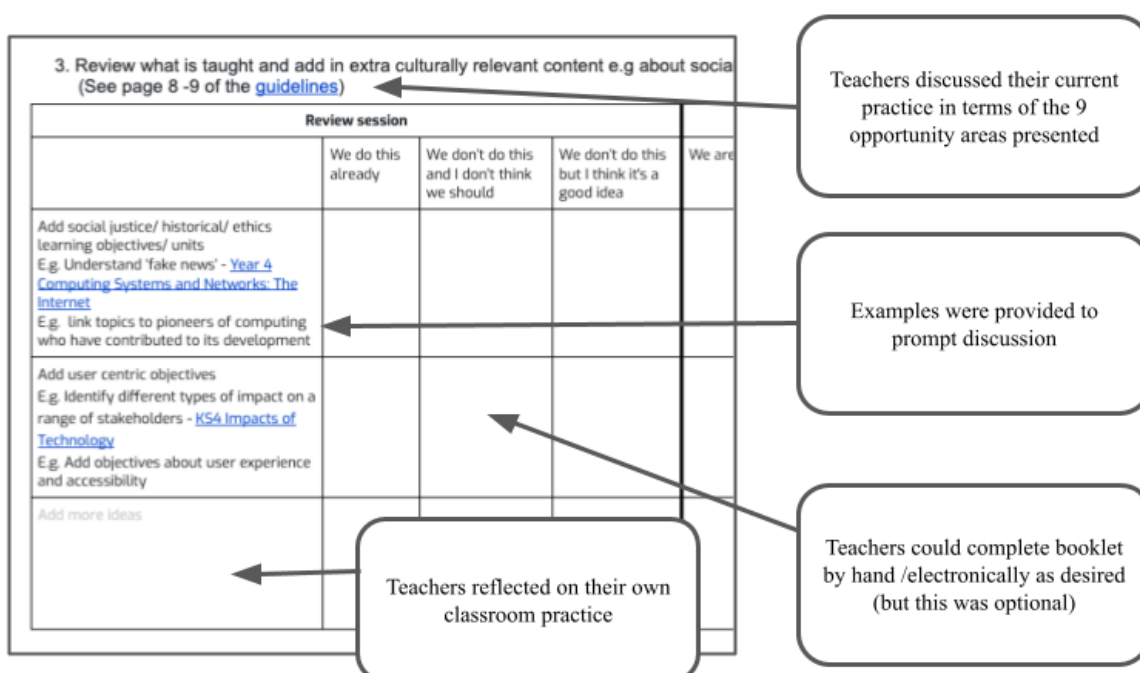 3. Review what is taught and add in extra culturally relevant content e.g about socia
(See page 8 -9 of the guidelines)
Review session
We do this
already
We don't do this
and I don't think
we should
We don't do this
but I think it's a
good idea
We are
Add social justice/ historical/ ethics
learning objectives/ units
E.g. Understand 'fake news' - Year 4
Computing Systems and Networks: The
Internet
E.g. link topics to pioneers of computing
who have contributed to its development
Add user centric objectives
E.g. Identify different types of impact on a
range of stakeholders - KS4 Impacts of
Technology
E.g. Add objectives about user experience
and accessibility
Add more ideas
Teachers discussed their current
practice in terms of the 9
opportunity areas presented
Examples were provided to
prompt discussion
Teachers could complete booklet
by hand /electronically as desired
(but this was optional)
Teachers reflected on their own
classroom practice